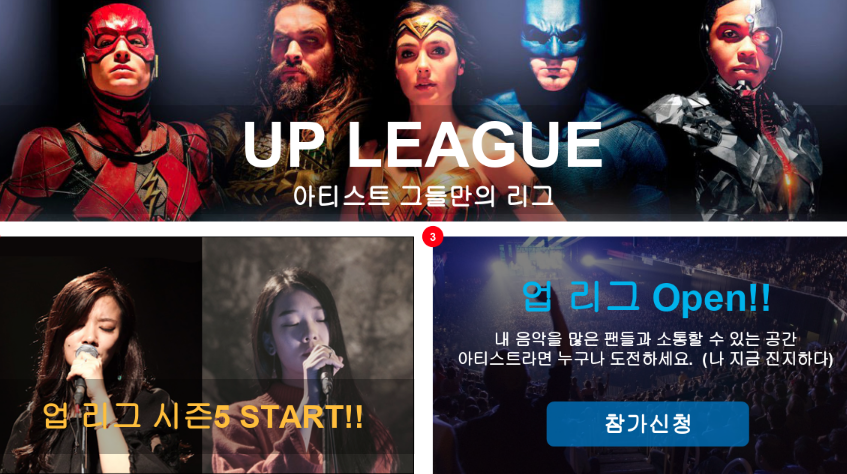 UP LEAGUE
아티스트 그들만의 리그
3
업 리그 시즌5 START!!
업 리그 Open!!
내 음악을 많은 팬들과 소통할 수 있는 공간
아티스트라면 누구나 도전하세요. (나 지금 진지하다)
참가신청